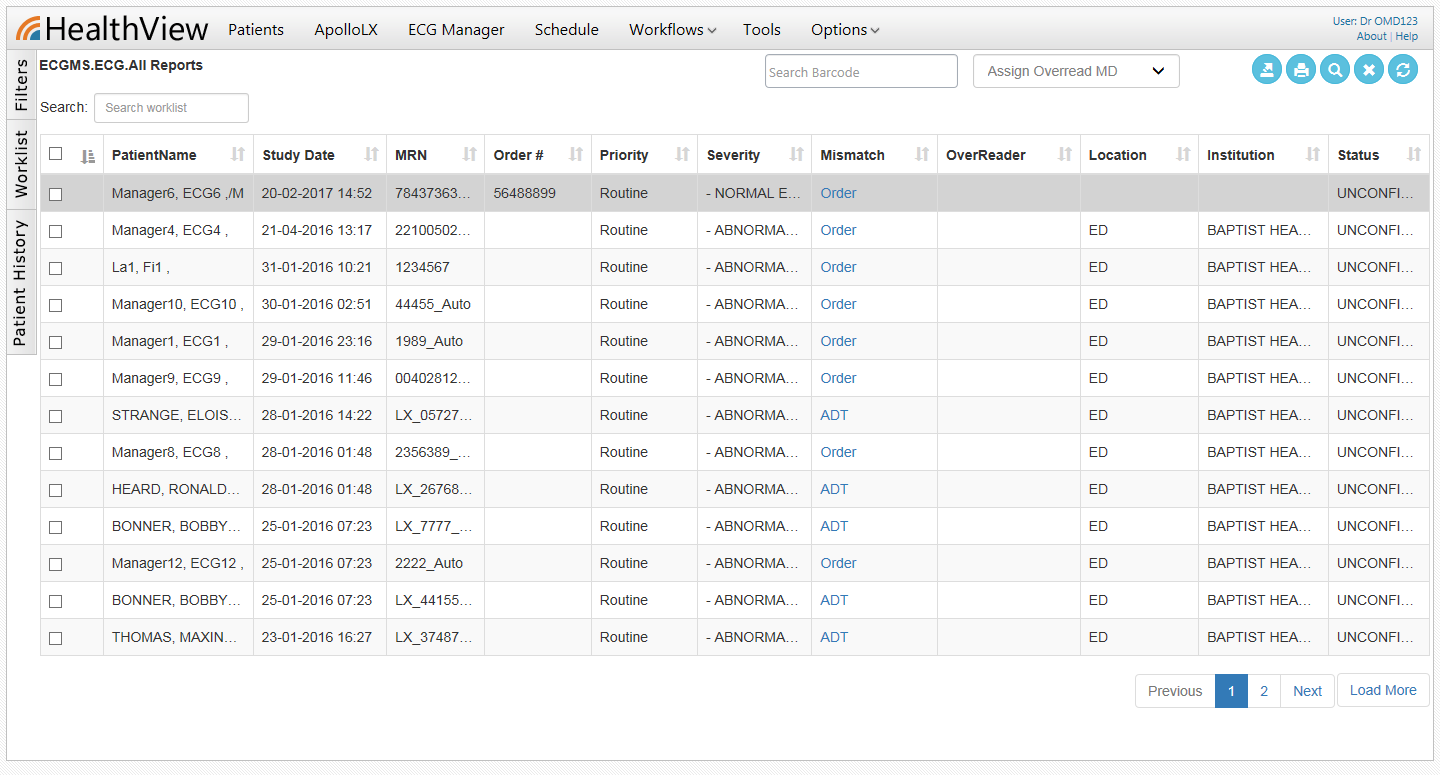 HealthView Patients ApolloLX ECG Manager Schedule Workflows Tools Options
User: Dr OMD123
About | Help
Filters
Worklist
Patient History
ECGMS.ECG.All Reports
Search Barcode
Assign Overread MD
Search: Search worklist
PatientName Study Date MRN Order # Priority Severity Mismatch OverReader Location Institution Status
Manager6, ECG6 ,/M 20-02-2017 14:52 78437363... 56488899 Routine - NORMAL E... Order UNCONFI...
Manager4, ECG4 , 21-04-2016 13:17 22100502... Routine - ABNORMA... Order ED BAPTIST HEA... UNCONFI...
La1, Fi1 , 31-01-2016 10:21 1234567 Routine - ABNORMA... Order ED BAPTIST HEA... UNCONFI...
Manager10, ECG10 , 30-01-2016 02:51 44455_Auto Routine - ABNORMA... Order ED BAPTIST HEA... UNCONFI...
Manager1, ECG1 , 29-01-2016 23:16 1989_Auto Routine - ABNORMA... Order ED BAPTIST HEA... UNCONFI...
Manager9, ECG9 , 29-01-2016 11:46 00402812... Routine - ABNORMA... Order ED BAPTIST HEA... UNCONFI...
STRANGE, ELOIS... 28-01-2016 14:22 LX_05727... Routine - ABNORMA... ADT ED BAPTIST HEA... UNCONFI...
Manager8, ECG8 , 28-01-2016 01:48 2356389_... Routine - ABNORMA... Order ED BAPTIST HEA... UNCONFI...
HEARD, RONALD... 28-01-2016 01:48 LX_26768... Routine - ABNORMA... ADT ED BAPTIST HEA... UNCONFI...
BONNER, BOBBY... 25-01-2016 07:23 LX_7777_... Routine - ABNORMA... ADT ED BAPTIST HEA... UNCONFI...
Manager12, ECG12 , 25-01-2016 07:23 2222_Auto Routine - ABNORMA... Order ED BAPTIST HEA... UNCONFI...
BONNER, BOBBY... 25-01-2016 07:23 LX_44155... Routine - ABNORMA... ADT ED BAPTIST HEA... UNCONFI...
THOMAS, MAXIN... 23-01-2016 16:27 LX_37487... Routine - ABNORMA... ADT ED BAPTIST HEA... UNCONFI...
Previous 1 2 Next Load More